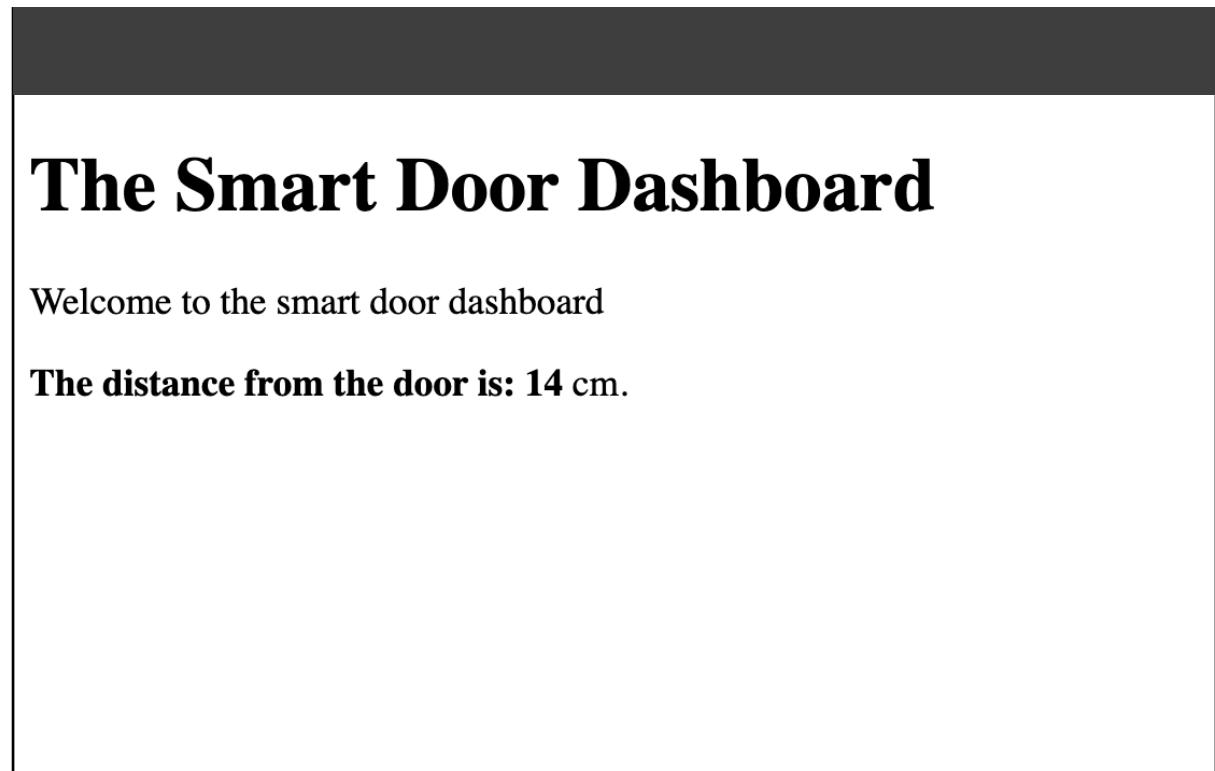 The Smart Door Dashboard
Welcome to the smart door dashboard
The distance from the door is: 14 cm.